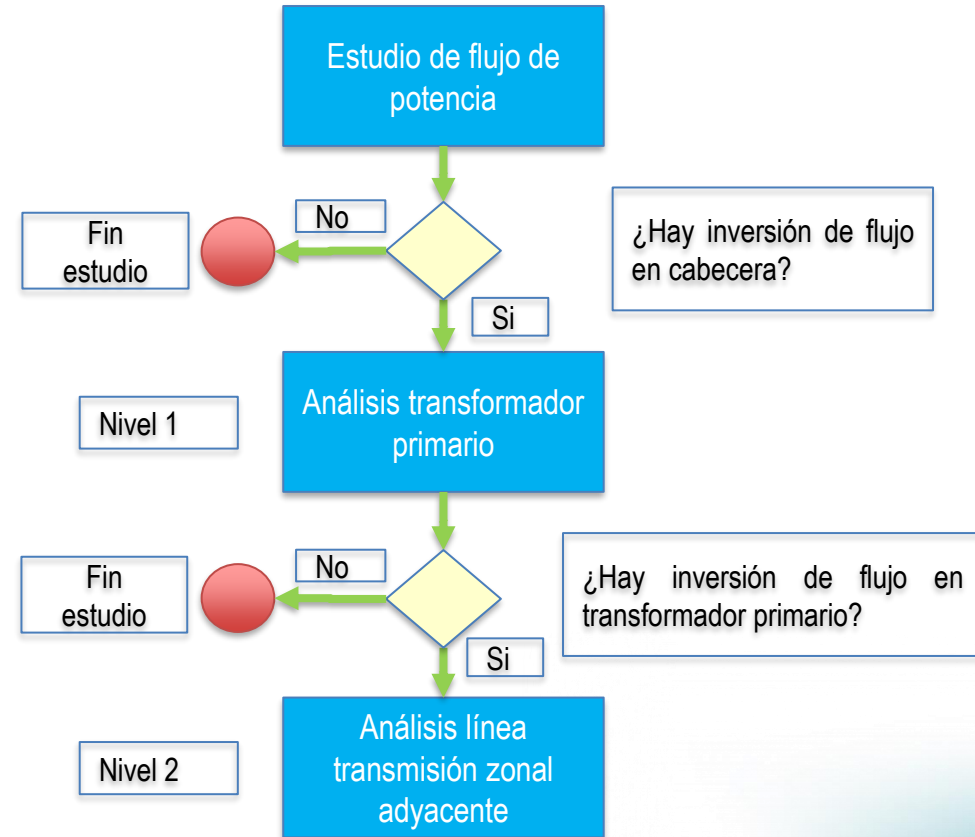 Estudio de flujo de
potencia
No
Fin
estudio
¿Hay inversión de flujo
en cabecera?
Si
Nivel 1
Análisis transformador
primario
No
Fin
estudio
¿Hay inversión de flujo en
transformador primario?
Si
Nivel 2
Análisis línea
transmisión zonal
adyacente